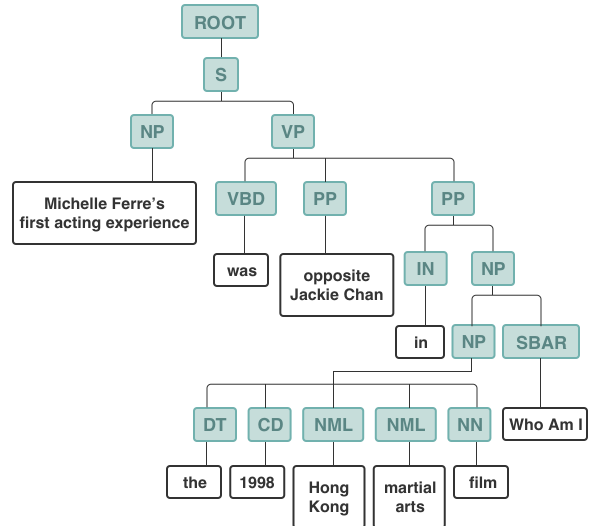 ROOT
S
NP VP
VBD PP PP
Michelle Ferre's
first acting experience
was
opposite
Jackie Chan
IN NP
in
NP SBAR
DT CD NML NML NN
Who Am I
the 1998 Hong
Kong
martial
arts
film